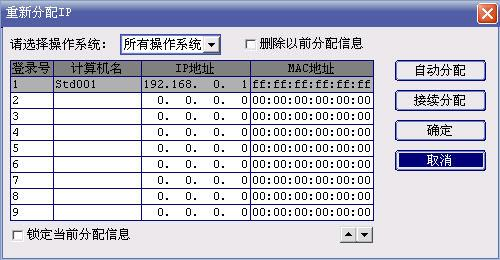 重新分配IP
请选择操作系统： 所有操作系统 删除以前分配信息
登录号 计算机名 IP地址 MAC地址
1 Std001 192.168. 0. 1 ff:ff:ff:ff:ff:ff
2 0. 0. 0. 0 00:00:00:00:00:00
3 0. 0. 0. 0 00:00:00:00:00:00
4 0. 0. 0. 0 00:00:00:00:00:00
5 0. 0. 0. 0 00:00:00:00:00:00
6 0. 0. 0. 0 00:00:00:00:00:00
7 0. 0. 0. 0 00:00:00:00:00:00
8 0. 0. 0. 0 00:00:00:00:00:00
9 0. 0. 0. 0 00:00:00:00:00:00
锁定当前分配信息
自动分配
接续分配
确定
取消